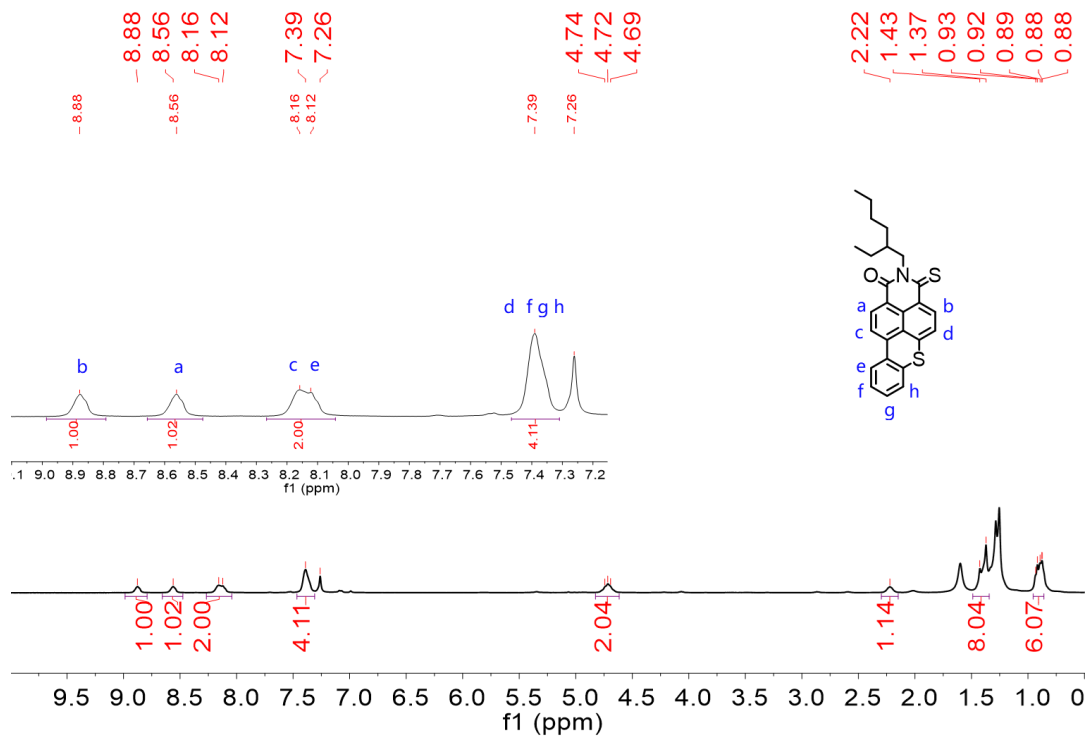 8.88 8.56 8.16 8.12 7.39 7.26 4.74 4.72 4.69 2.22 1.43 1.37 0.93 0.92 0.89 0.88 0.88
8.88 8.56 8.16 8.12 7.39 7.26
b a c e d f g h
1.00 1.02 2.00 4.11
.1 9.0 8.9 8.8 8.7 8.6 8.5 8.4 8.3 8.2 8.1 8.0 7.9 7.8 7.7 7.6 7.5 7.4 7.3 7.2
f1 (ppm)
N
O S
a b
c d
S
e
f h
g
1.00 1.02 2.00 4.11 2.04 1.14 8.04 6.07
9.5 9.0 8.5 8.0 7.5 7.0 6.5 6.0 5.5 5.0 4.5 4.0 3.5 3.0 2.5 2.0 1.5 1.0 0
f1 (ppm)